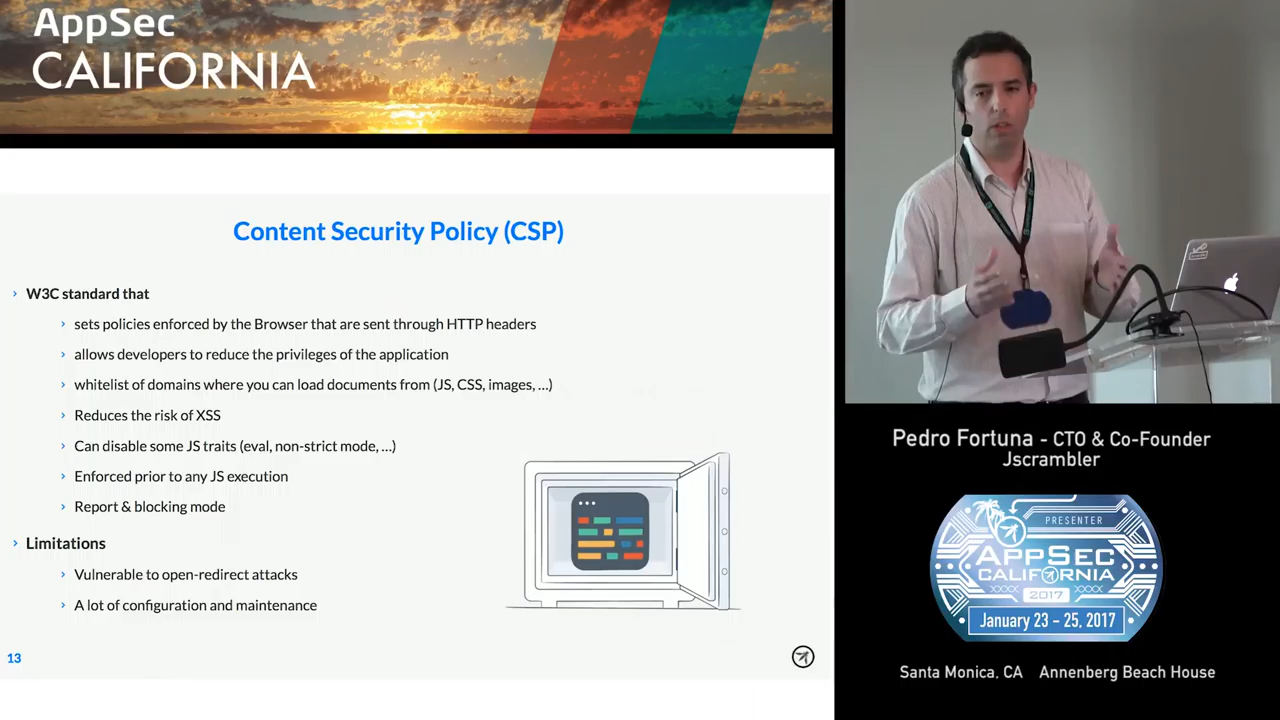 AppSec
CALIFORNIA
Content Security Policy (CSP)
› W3C standard that
› sets policies enforced by the Browser that are sent through HTTP headers
› allows developers to reduce the privileges of the application
› whitelist of domains where you can load documents from (JS, CSS, images, ...)
› Reduces the risk of XSS
› Can disable some JS traits (eval, non-strict mode, ...)
› Enforced prior to any JS execution
› Report & blocking mode
› Limitations
› Vulnerable to open-redirect attacks
› A lot of configuration and maintenance
13
Pedro Fortuna - CTO & Co-Founder
Jscrambler
PRESENTER
APPSEC
CALIFORNIA
2017
January 23 - 25, 2017
Santa Monica, CA Annenberg Beach House